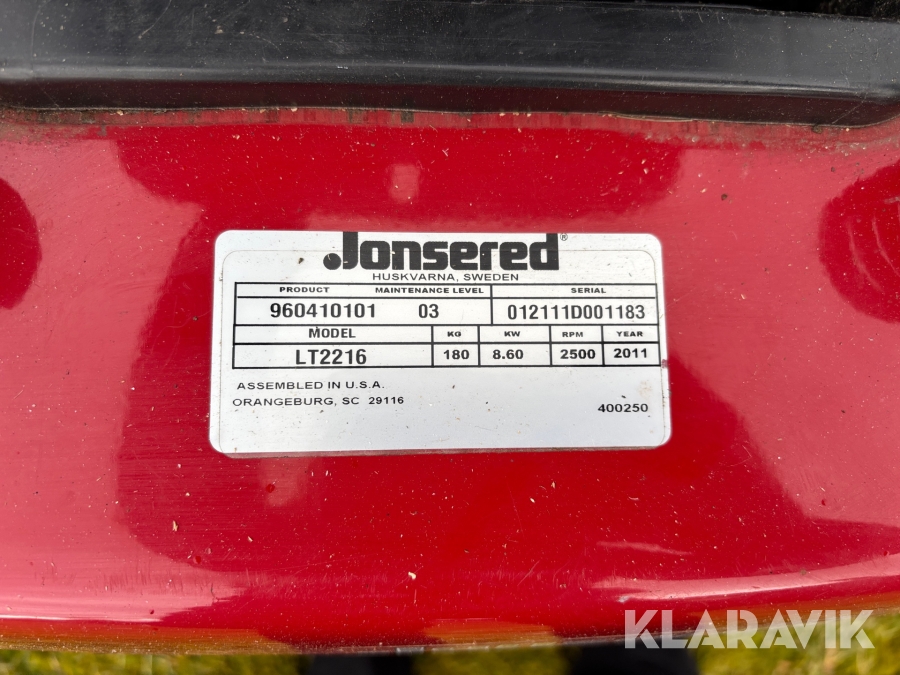 Jonsered®
HUSKVARNA, SWEDEN
PRODUCT MAINTENANCE LEVEL SERIAL
960410101 03 012111D001183
MODEL KG KW RPM YEAR
LT2216 180 8.60 2500 2011
ASSEMBLED IN U.S.A.
ORANGEBURG, SC 29116
400250
KLARAVIK